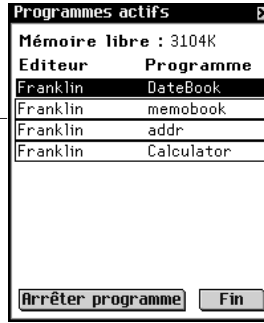 Programmes actifs
Mémoire libre : 3104K
Editeur Programme
Franklin DateBook
Franklin memobook
Franklin addr
Franklin Calculator
Arrêter programme Fin